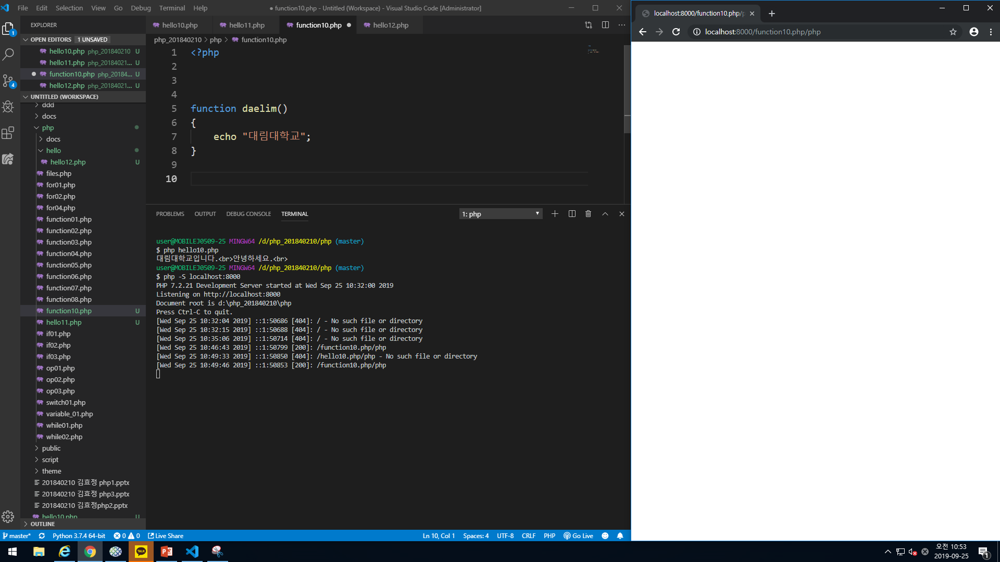 File Edit Selection View Go Debug Terminal Help
● function10.php - Untitled (Workspace) - Visual Studio Code [Administrator]
EXPLORER
OPEN EDITORS 1 UNSAVED
hello10.php php_201840210 U
hello11.php php_20184021... U
function10.php php_20184... U
hello12.php php_20184021... U
UNTITLED (WORKSPACE)
ddd
docs
php
docs
hello
hello12.php U
files.php
for01.php
for02.php
for04.php
function01.php
function02.php
function03.php
function04.php
function05.php
function06.php
function07.php
function08.php
function10.php U
hello11.php U
if01.php
if02.php
if03.php
op01.php
op02.php
op03.php
switch01.php
variable_01.php
while01.php
while02.php
public
script
theme
201840210 김효정 php1.pptx
201840210 김효정 php3.pptx
201840210 김효정php2.pptx
hello10.php U
OUTLINE
1
4
hello10.php hello11.php function10.php hello12.php
php_201840210 > php > function10.php
1 <?php
2
3
4
5 function daelim()
6 {
7 echo "대림대학교";
8 }
9
10
PROBLEMS OUTPUT DEBUG CONSOLE TERMINAL 1: php
user@MOBILEJ0509-25 MINGW64 /d/php_201840210/php (master)
$ php hello10.php
대림대학교입니다.<br>안녕하세요.<br>
user@MOBILEJ0509-25 MINGW64 /d/php_201840210/php (master)
$ php -S localhost:8000
PHP 7.2.21 Development Server started at Wed Sep 25 10:32:00 2019
Listening on http://localhost:8000
Document root is d:\php_201840210\php
Press Ctrl-C to quit.
[Wed Sep 25 10:32:04 2019] ::1:50686 [404]: / - No such file or directory
[Wed Sep 25 10:32:15 2019] ::1:50688 [404]: / - No such file or directory
[Wed Sep 25 10:35:06 2019] ::1:50714 [404]: / - No such file or directory
[Wed Sep 25 10:46:43 2019] ::1:50799 [200]: /function10.php/php
[Wed Sep 25 10:49:33 2019] ::1:50850 [404]: /hello10.php/php - No such file or directory
[Wed Sep 25 10:49:46 2019] ::1:50853 [200]: /function10.php/php
master* Python 3.7.4 64-bit 0 0 Live Share Ln 10, Col 1 Spaces: 4 UTF-8 CRLF PHP Go Live
localhost:8000/function10.php/p
localhost:8000/function10.php/php
TALK
오전 10:53
2019-09-25
1